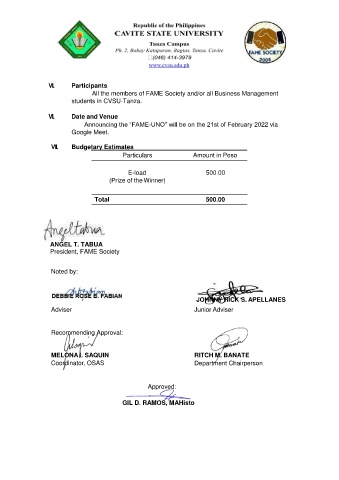 Republic of the Philippines
CAVITE STATE UNIVERSITY
Tanza Campus
Ph. 2, Bahay Katuparan, Bagtas, Tanza, Cavite
(046) 414-3979
www.cvsu.edu.ph
FAME SOCIETY
2008
VI. Participants
All the members of FAME Society and/or all Business Management
students in CVSU-Tanza.
VI. Date and Venue
Announcing the "FAME-UNO" will be on the 21st of February 2022 via
Google Meet.
VII. Budgetary Estimates
Particulars Amount in Peso
E-load 500.00
(Prize of the Winner)
Total 500.00
Angeltabua
ANGEL T. TABUA
President, FAME Society
Noted by:
DEBBIE ROSE B. FABIAN JOHN RICK S. APELLANES
Adviser Junior Adviser
Recommending Approval:
MELONA I. SAQUIN RITCH M. BANATE
Coordinator, OSAS Department Chairperson
Approved:
GIL D. RAMOS, MAHisto